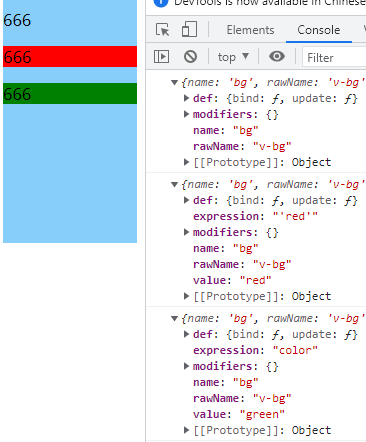 666
666
666
DevTools is now available in Chinese
Elements
Console
top
Filter
{name: 'bg', rawName: 'v-bg'
def: {bind: ƒ, update: ƒ}
modifiers: {}
name: "bg"
rawName: "v-bg"
[[Prototype]]: Object
{name: 'bg', rawName: 'v-bg'
def: {bind: ƒ, update: ƒ}
expression: "'red'"
modifiers: {}
name: "bg"
rawName: "v-bg"
value: "red"
[[Prototype]]: Object
{name: 'bg', rawName: 'v-bg'
def: {bind: ƒ, update: ƒ}
expression: "color"
modifiers: {}
name: "bg"
rawName: "v-bg"
value: "green"
[[Prototype]]: Object